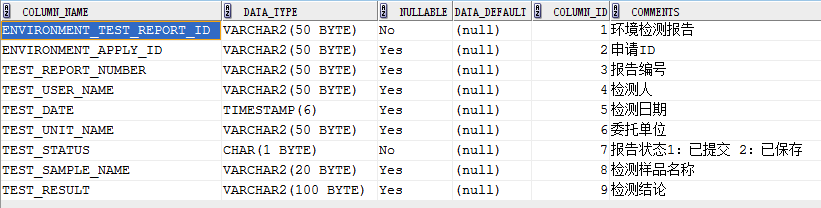 COLUMN_NAME DATA_TYPE NULLABLE DATA_DEFAULT COLUMN_ID COMMENTS
ENVIRONMENT_TEST_REPORT_ID VARCHAR2(50 BYTE) No (null) 1 环境检测报告
ENVIRONMENT_APPLY_ID VARCHAR2(50 BYTE) Yes (null) 2 申请ID
TEST_REPORT_NUMBER VARCHAR2(50 BYTE) Yes (null) 3 报告编号
TEST_USER_NAME VARCHAR2(50 BYTE) Yes (null) 4 检测人
TEST_DATE TIMESTAMP(6) Yes (null) 5 检测日期
TEST_UNIT_NAME VARCHAR2(50 BYTE) Yes (null) 6 委托单位
TEST_STATUS CHAR(1 BYTE) No (null) 7 报告状态1：已提交 2：已保存
TEST_SAMPLE_NAME VARCHAR2(20 BYTE) Yes (null) 8 检测样品名称
TEST_RESULT VARCHAR2(100 BYTE) Yes (null) 9 检测结论